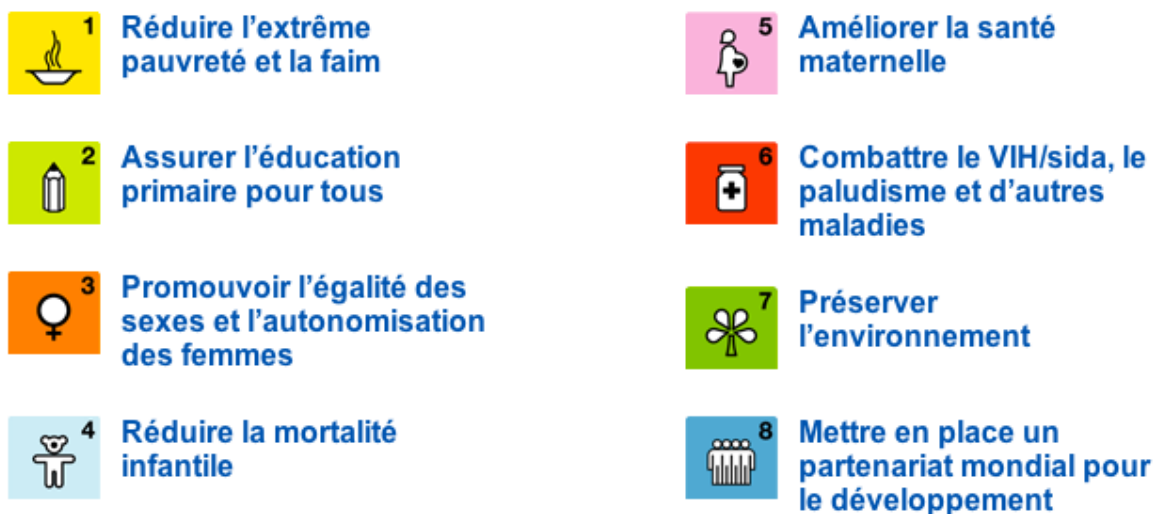 1
Réduire l’extrême
pauvreté et la faim
2
Assurer l’éducation
primaire pour tous
3
Promouvoir l’égalité des
sexes et l’autonomisation
des femmes
4
Réduire la mortalité
infantile
5
Améliorer la santé
maternelle
6
Combattre le VIH/sida, le
paludisme et d’autres
maladies
7
Préserver
l’environnement
8
Mettre en place un
partenariat mondial pour
le développement